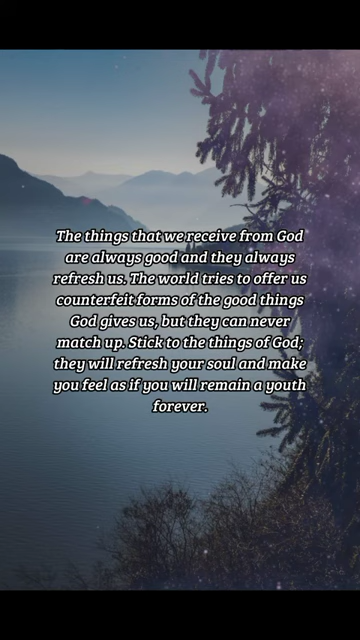 The things that we receive from God
are always good and they always
refresh us. The world tries to offer us
counterfeit forms of the good things
God gives us, but they can never
match up. Stick to the things of God;
they will refresh your soul and make
you feel as if you will remain a youth
forever.